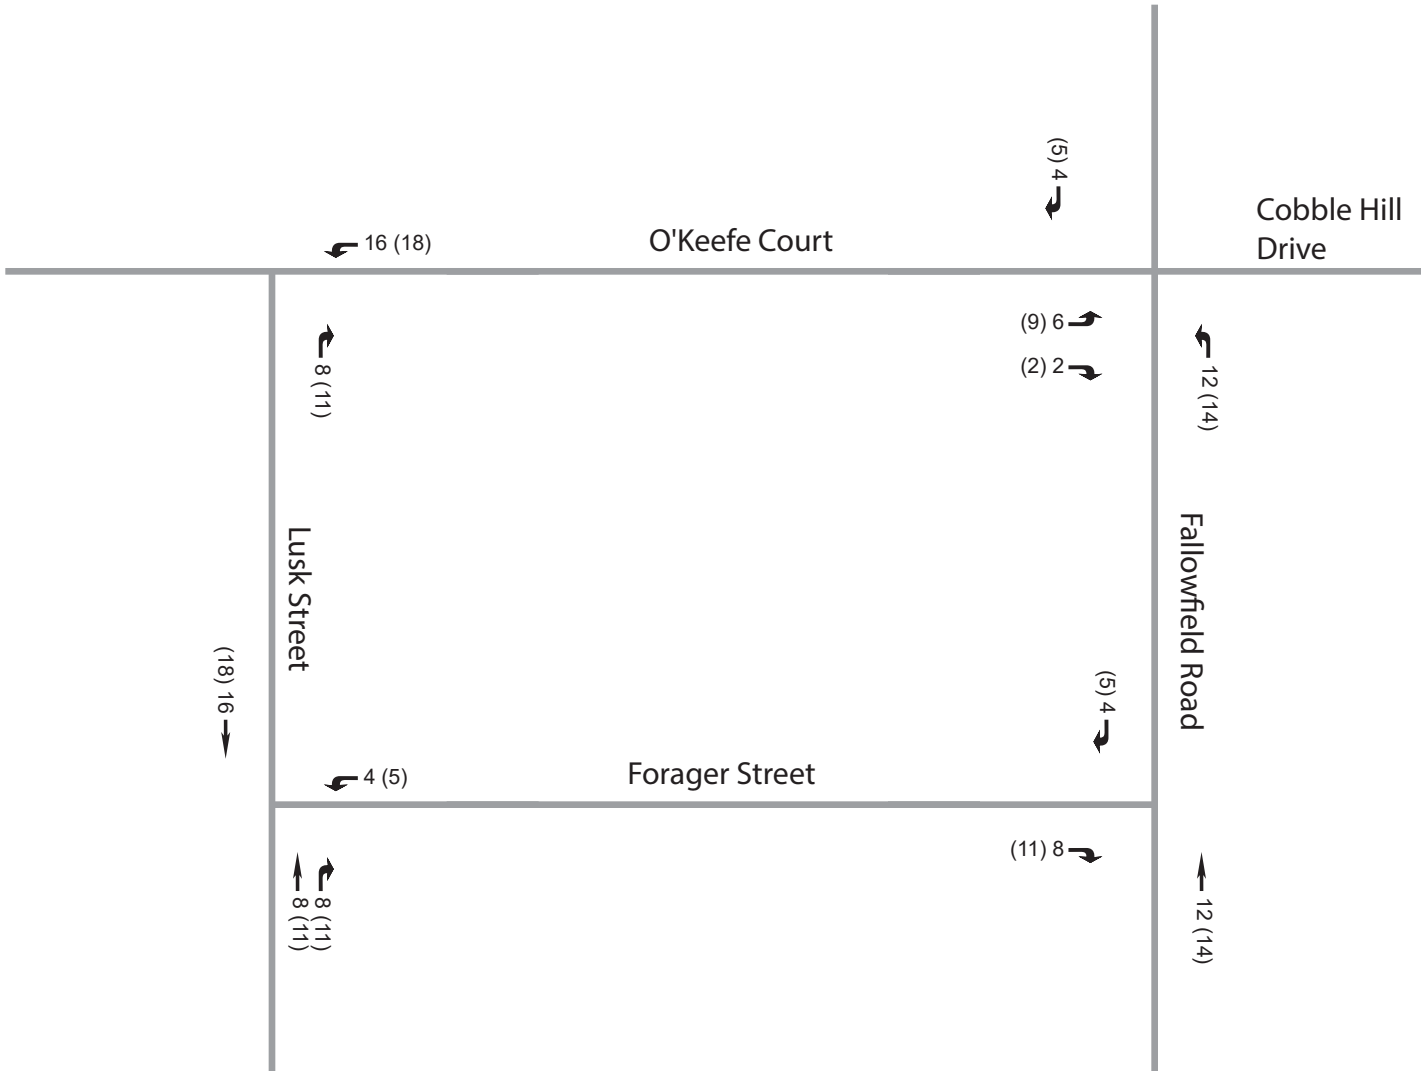 (5) 4
Cobble Hill
Drive
16 (18)
O'Keefe Court
(9) 6
(2) 2
8 (11)
12 (14)
Lusk Street
Fallowfield Road
(18) 16
(5) 4
4 (5)
Forager Street
(11) 8
8 (11)
8 (11)
12 (14)